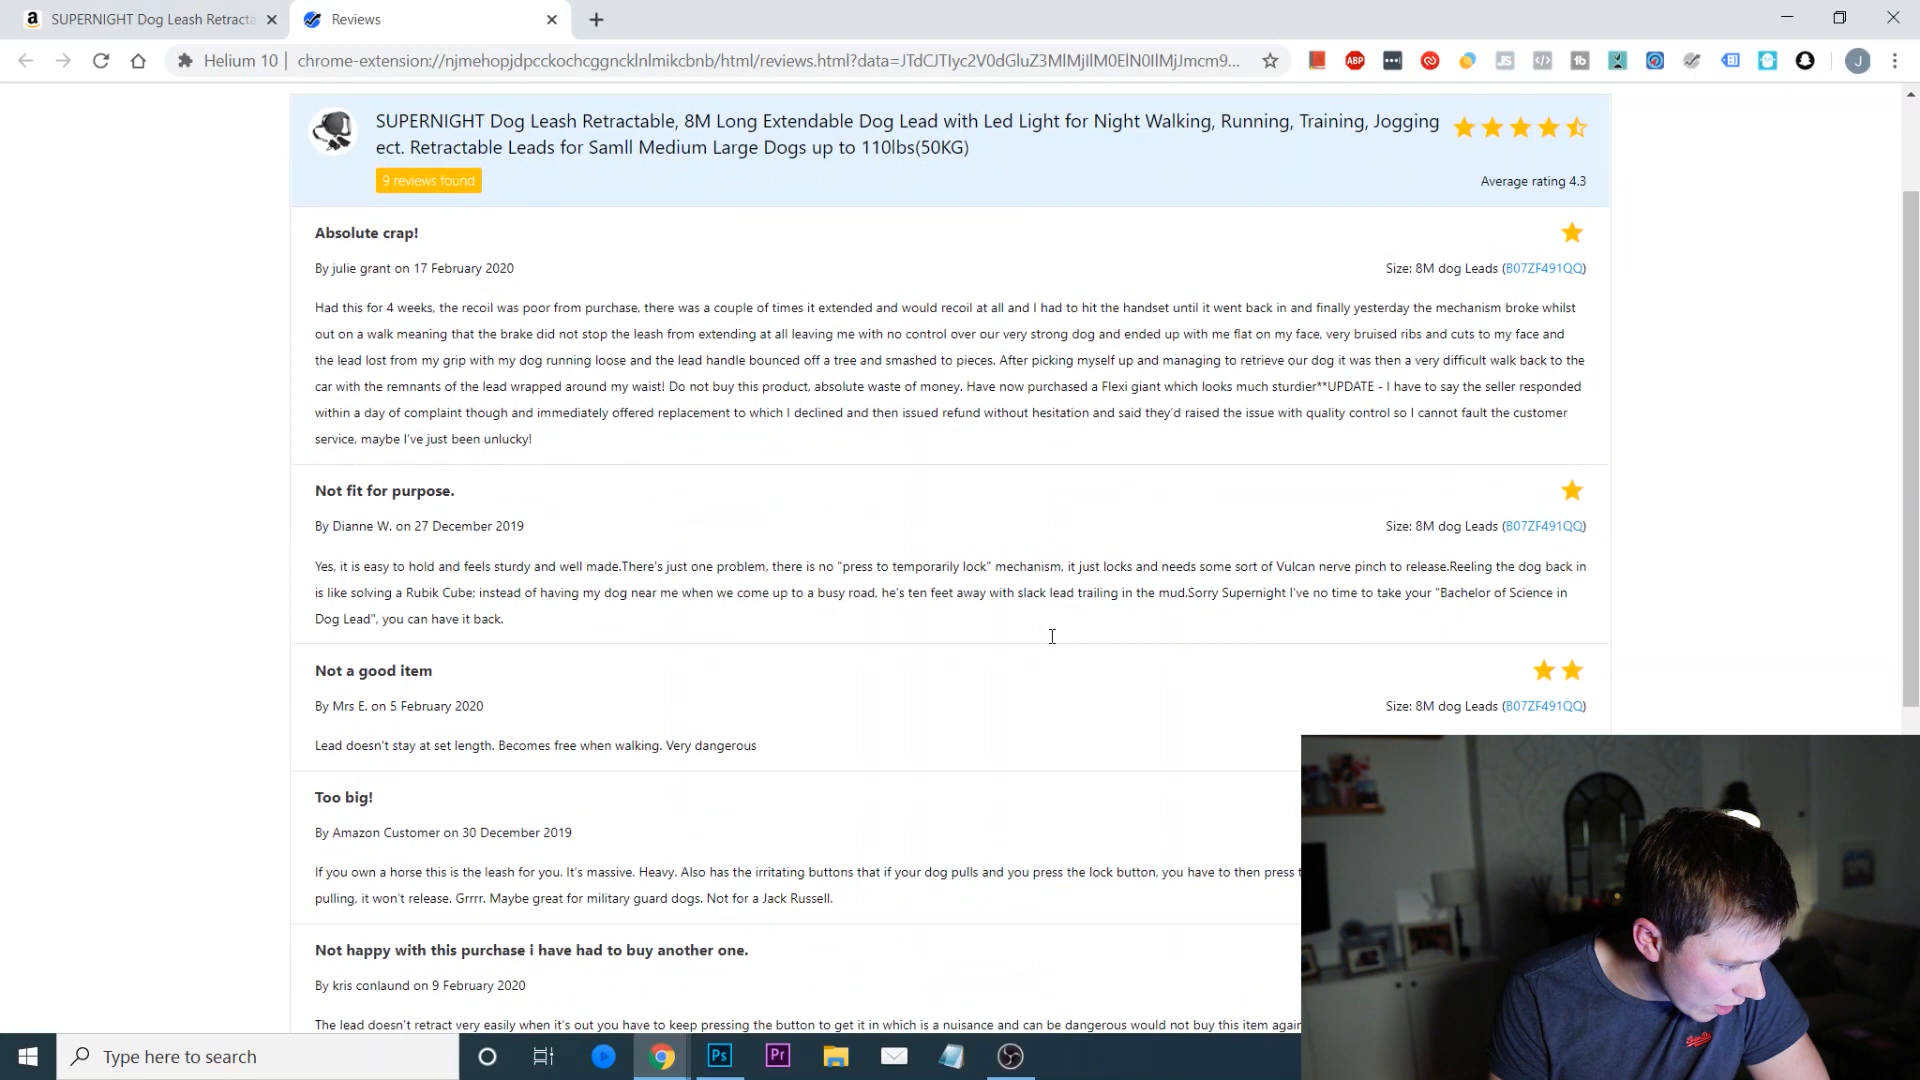 SUPERNIGHT Dog Leash Retracta
Reviews
Helium 10
chrome-extension://njmehopjdpcckochcggncklnlmikcbnb/html/reviews.html?data=JTdCJTIyc2V0dGluZ3MlMjIlM0ElN0IlMjJmcm9...
SUPERNIGHT Dog Leash Retractable, 8M Long Extendable Dog Lead with Led Light for Night Walking, Running, Training, Jogging
ect. Retractable Leads for Samll Medium Large Dogs up to 110lbs(50KG)
9 reviews found
Average rating 4.3
Absolute crap!
By julie grant on 17 February 2020
Size: 8M dog Leads (B07ZF491QQ)
Had this for 4 weeks, the recoil was poor from purchase, there was a couple of times it extended and would recoil at all and I had to hit the handset until it went back in and finally yesterday the mechanism broke whilst
out on a walk meaning that the brake did not stop the leash from extending at all leaving me with no control over our very strong dog and ended up with me flat on my face, very bruised ribs and cuts to my face and
the lead lost from my grip with my dog running loose and the lead handle bounced off a tree and smashed to pieces. After picking myself up and managing to retrieve our dog it was then a very difficult walk back to the
car with the remnants of the lead wrapped around my waist! Do not buy this product, absolute waste of money. Have now purchased a Flexi giant which looks much sturdier**UPDATE - I have to say the seller responded
within a day of complaint though and immediately offered replacement to which I declined and then issued refund without hesitation and said they'd raised the issue with quality control so I cannot fault the customer
service, maybe I've just been unlucky!
Not fit for purpose.
By Dianne W. on 27 December 2019
Size: 8M dog Leads (B07ZF491QQ)
Yes, it is easy to hold and feels sturdy and well made.There's just one problem, there is no "press to temporarily lock" mechanism, it just locks and needs some sort of Vulcan nerve pinch to release.Reeling the dog back in
is like solving a Rubik Cube; instead of having my dog near me when we come up to a busy road, he's ten feet away with slack lead trailing in the mud.Sorry Supernight I've no time to take your "Bachelor of Science in
Dog Lead", you can have it back.
Not a good item
By Mrs E. on 5 February 2020
Size: 8M dog Leads (B07ZF491QQ)
Lead doesn't stay at set length. Becomes free when walking. Very dangerous
Too big!
By Amazon Customer on 30 December 2019
If you own a horse this is the leash for you. It's massive. Heavy. Also has the irritating buttons that if your dog pulls and you press the lock button, you have to then press t
pulling, it won't release. Grrrr. Maybe great for military guard dogs. Not for a Jack Russell.
Not happy with this purchase i have had to buy another one.
By kris conlaund on 9 February 2020
The lead doesn't retract very easily when it's out you have to keep pressing the button to get it in which is a nuisance and can be dangerous would not buy this item again
Type here to search